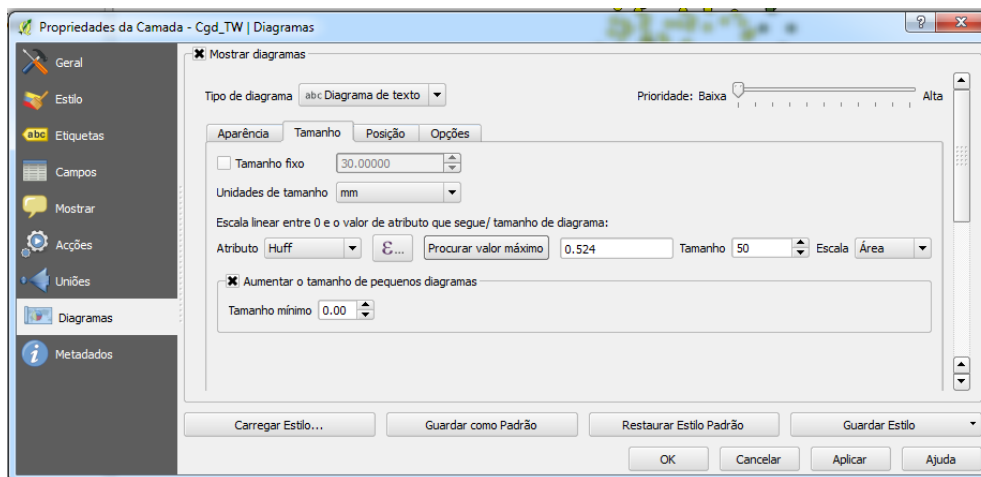 Propriedades da Camada - Cgd_TW | Diagramas
?
Geral
Estilo
abc Etiquetas
Campos
Mostrar
Acções
Uniões
Diagramas
Metadados
Mostrar diagramas
Tipo de diagrama abc Diagrama de texto
Prioridade: Baixa Alta
Aparência Tamanho Posição Opções
Tamanho fixo 30.00000
Unidades de tamanho mm
Escala linear entre 0 e o valor de atributo que segue/ tamanho de diagrama:
Atributo Huff ε... Procurar valor máximo 0.524 Tamanho 50 Escala Área
Aumentar o tamanho de pequenos diagramas
Tamanho mínimo 0.00
Carregar Estilo... Guardar como Padrão Restaurar Estilo Padrão Guardar Estilo
OK Cancelar Aplicar Ajuda